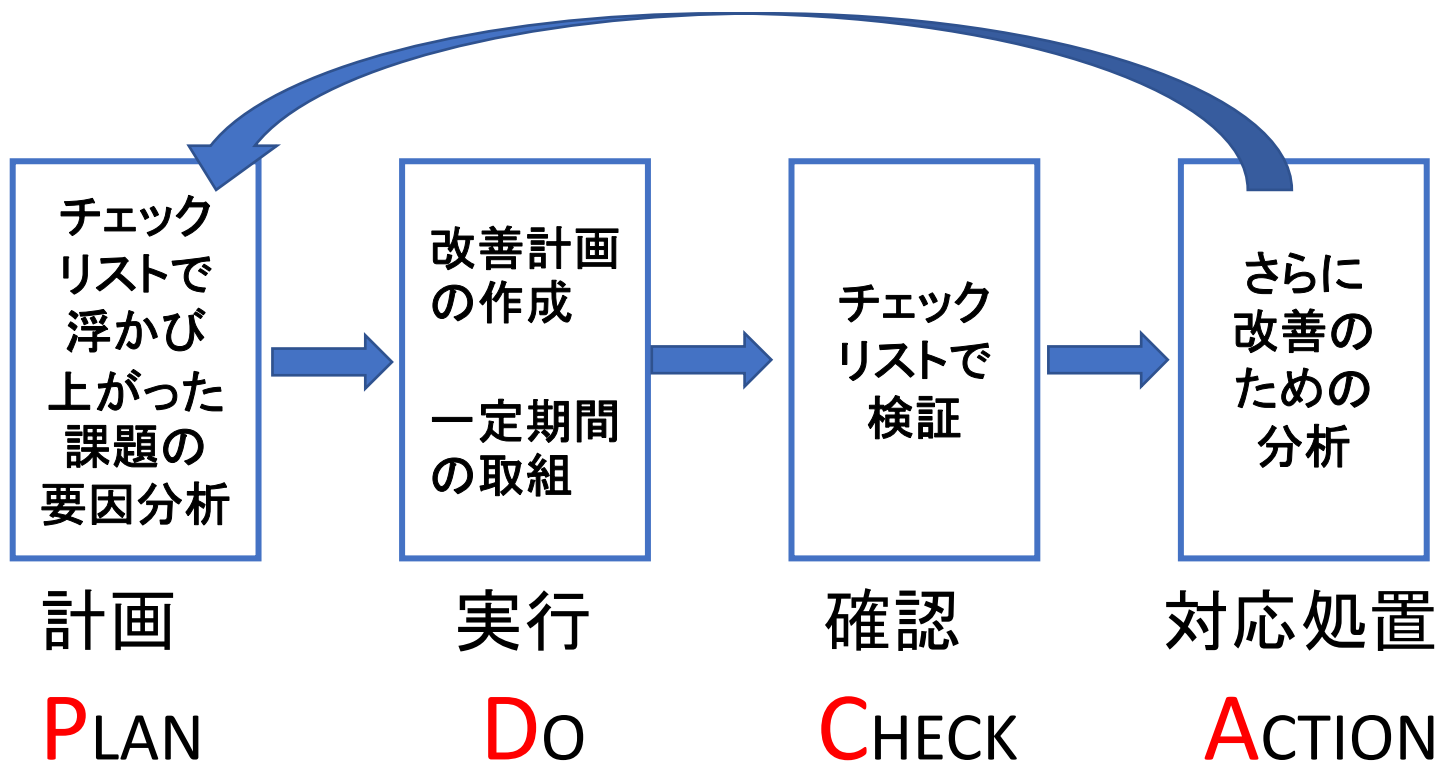 チェック
リストで
浮かび
上がった
課題の
要因分析
改善計画
の作成
一定期間
の取組
チェック
リストで
検証
さらに
改善の
ための
分析
計画
実行
確認
対応処置
PLAN
DO
CHECK
ACTION